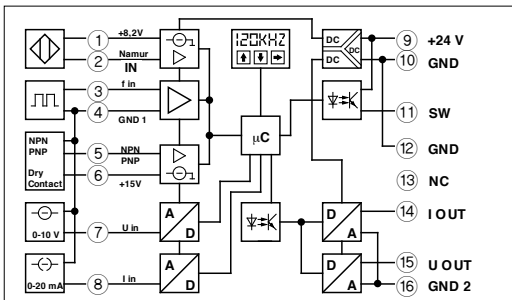 1 +8,2V
2 Namur
IN
3 f in
4 GND 1
NPN
PNP
Dry
Contact
5 NPN
PNP
6 +15V
0-10 V
7 U in
0-20 mA
8 I in
120KHZ
µC
A
D
A
D
DC
DC
DC
D
A
D
A
9 +24 V
10 GND
11 SW
12 GND
13 NC
14 I OUT
15 U OUT
16 GND 2